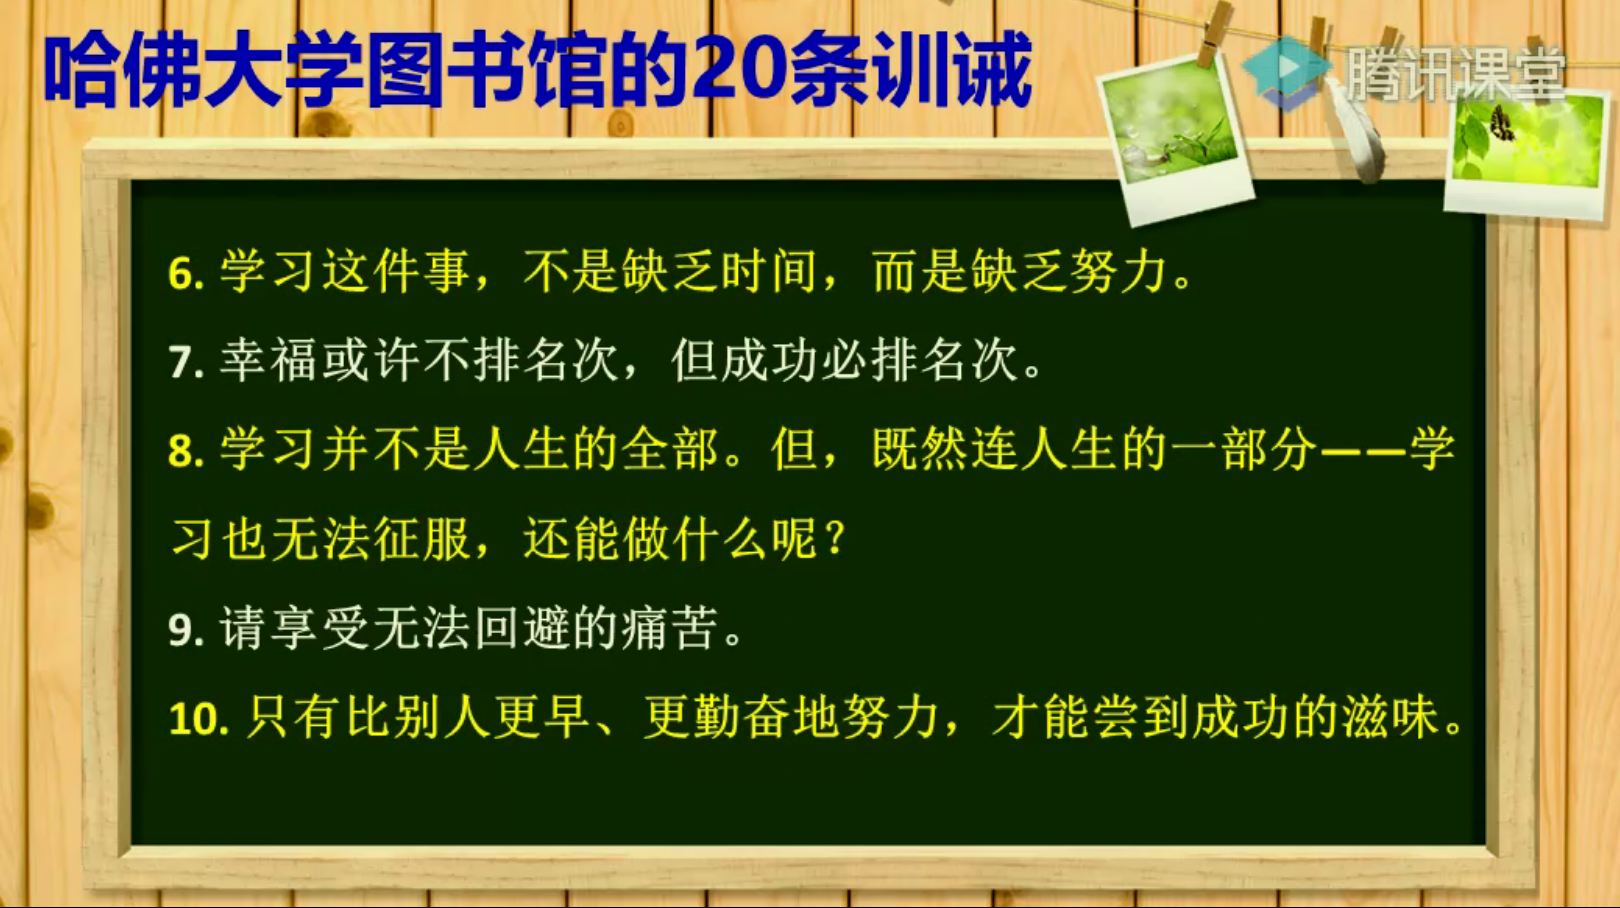 哈佛大学图书馆的20条训诫
腾讯课堂
6. 学习这件事，不是缺乏时间，而是缺乏努力。
7. 幸福或许不排名次，但成功必排名次。
8. 学习并不是人生的全部。但，既然连人生的一部分——学
习也无法征服，还能做什么呢？
9. 请享受无法回避的痛苦。
10. 只有比别人更早、更勤奋地努力，才能尝到成功的滋味。